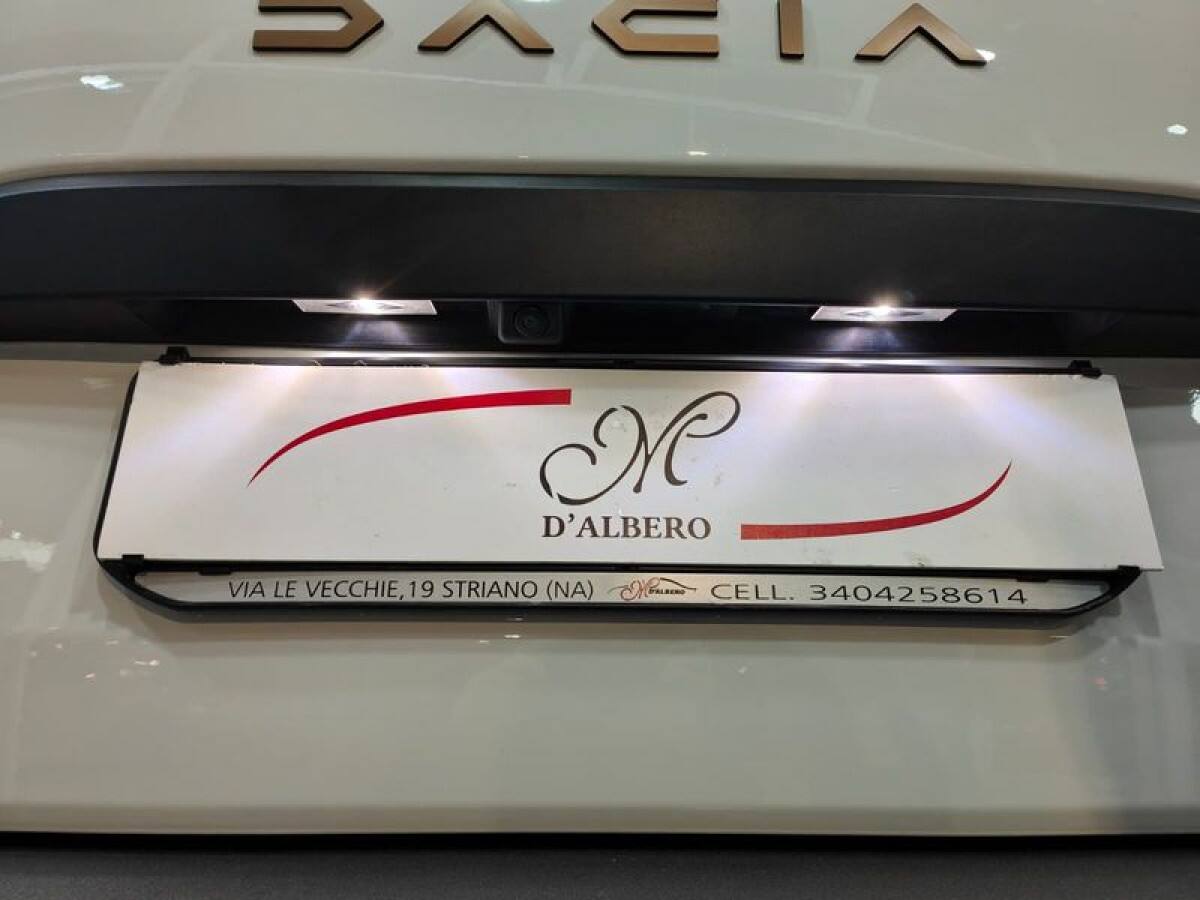 DACIA
M
D'ALBERO
VIA LE VECCHIE,19 STRIANO (NA) M D'ALBERO CELL. 3404258614